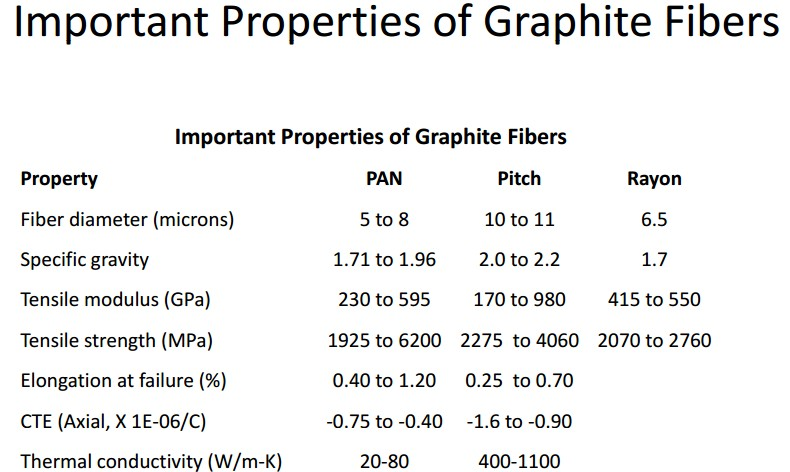 Important Properties of Graphite Fibers
Important Properties of Graphite Fibers
Property PAN Pitch Rayon
Fiber diameter (microns) 5 to 8 10 to 11 6.5
Specific gravity 1.71 to 1.96 2.0 to 2.2 1.7
Tensile modulus (GPa) 230 to 595 170 to 980 415 to 550
Tensile strength (MPa) 1925 to 6200 2275 to 4060 2070 to 2760
Elongation at failure (%) 0.40 to 1.20 0.25 to 0.70
CTE (Axial, X 1E-06/C) -0.75 to -0.40 -1.6 to -0.90
Thermal conductivity (W/m-K) 20-80 400-1100